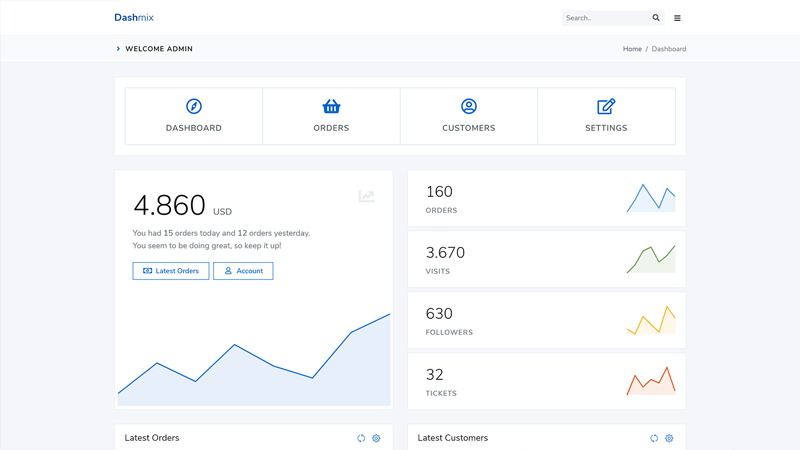 Dashmix
Search..
WELCOME ADMIN
Home / Dashboard
DASHBOARD
ORDERS
CUSTOMERS
SETTINGS
4.860 USD
You had 15 orders today and 12 orders yesterday.
You seem to be doing great, so keep it up!
Latest Orders
Account
160
ORDERS
3.670
VISITS
630
FOLLOWERS
32
TICKETS
Latest Orders
Latest Customers